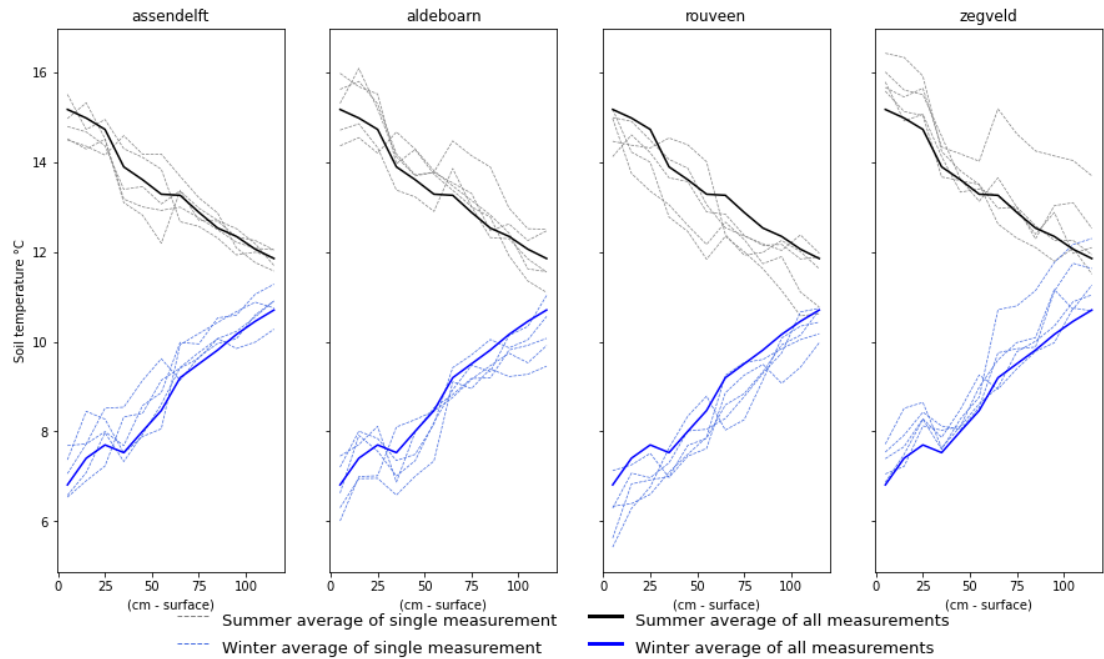 assendelft aldeboarn rouveen zegveld
Soil temperature °C
16
14
12
10
8
6
0 25 50 75 100 0 25 50 75 100 0 25 50 75 100 0 25 50 75 100
(cm - surface) (cm - surface) (cm - surface) (cm - surface)
Summer average of single measurement Summer average of all measurements
Winter average of single measurement Winter average of all measurements